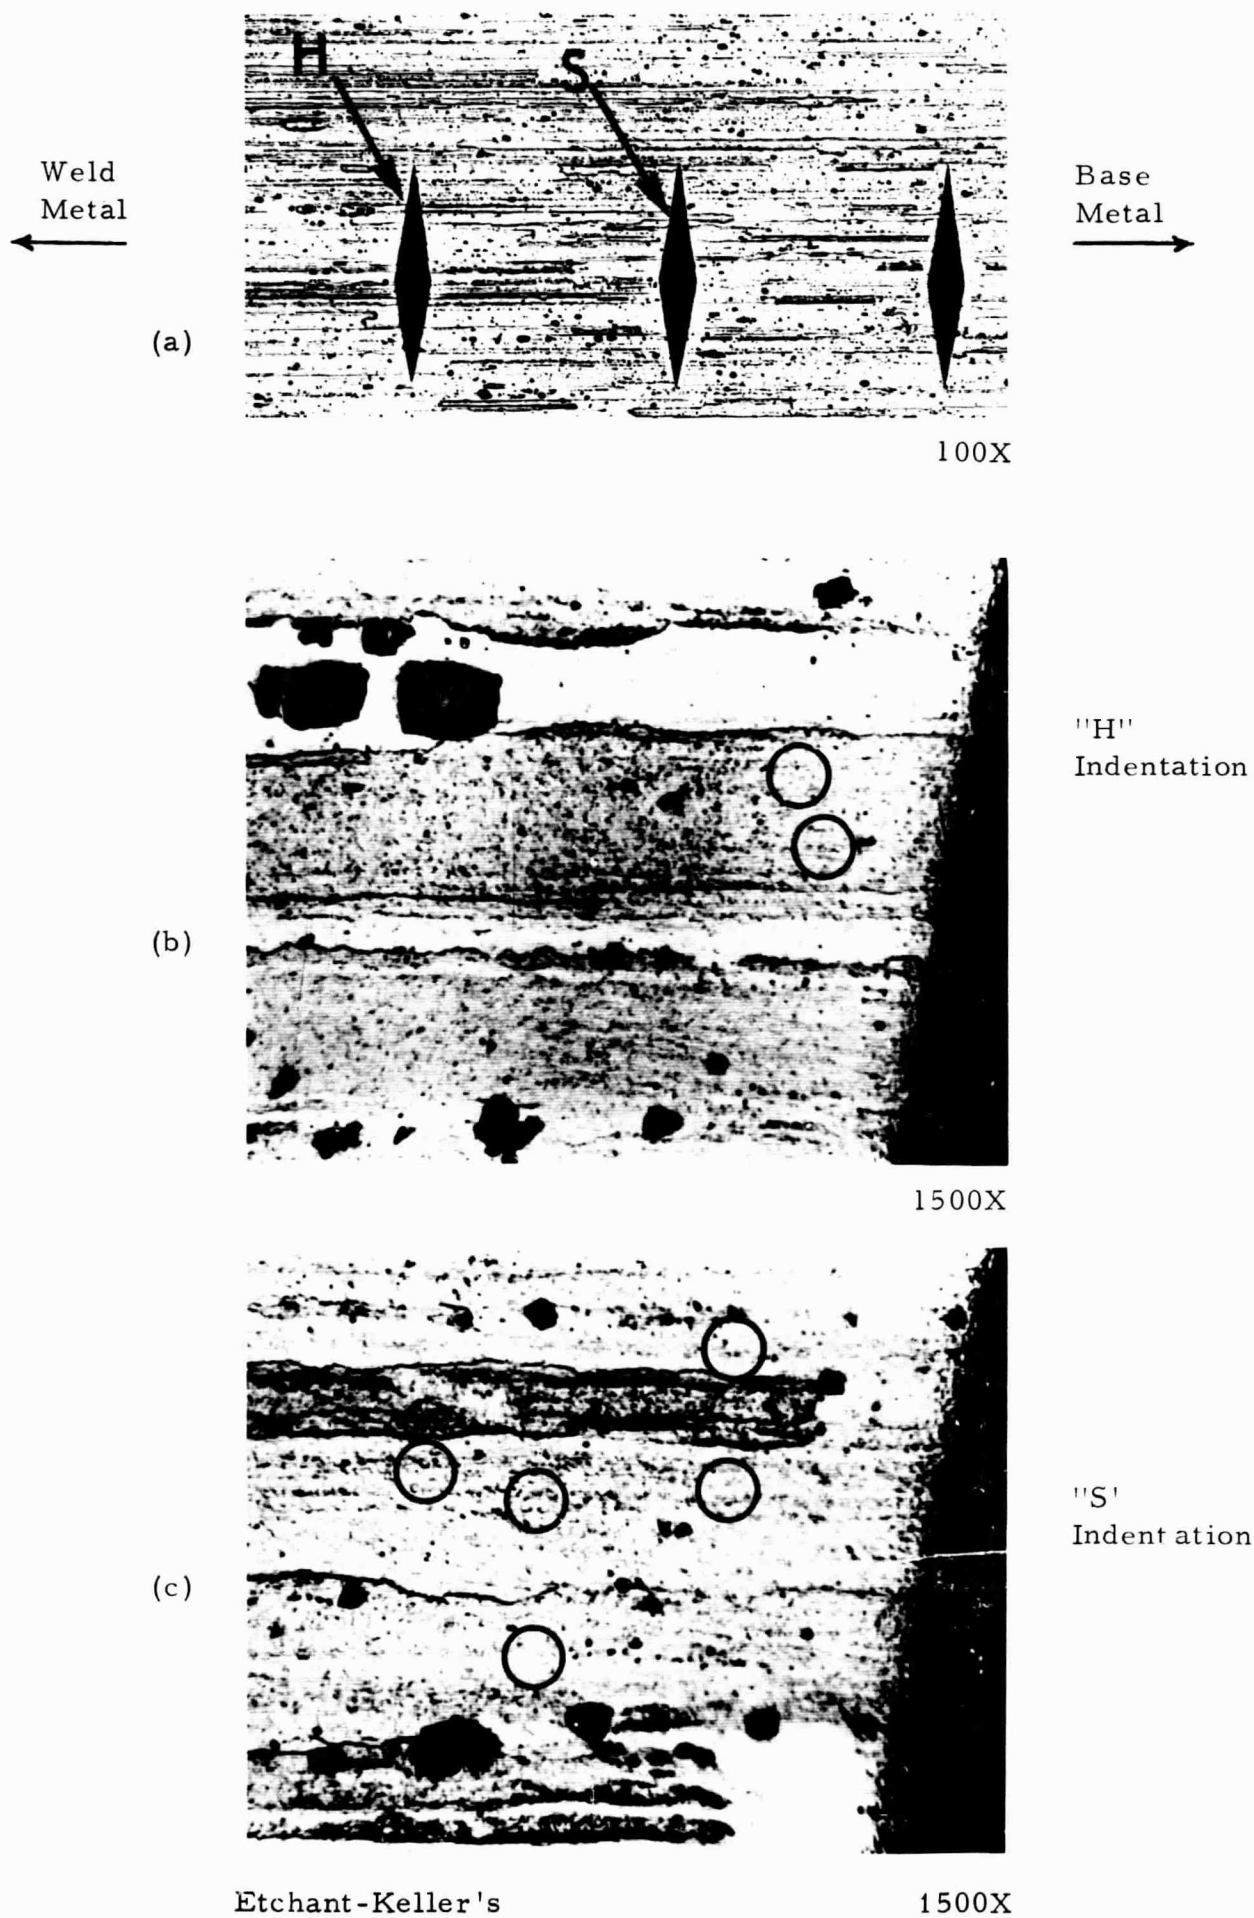 H
S
Weld
Metal
Base
Metal
(a)
100X
"H"
Indentation
(b)
1500X
"S'
Indentation
(c)
Etchant-Keller's
1500X